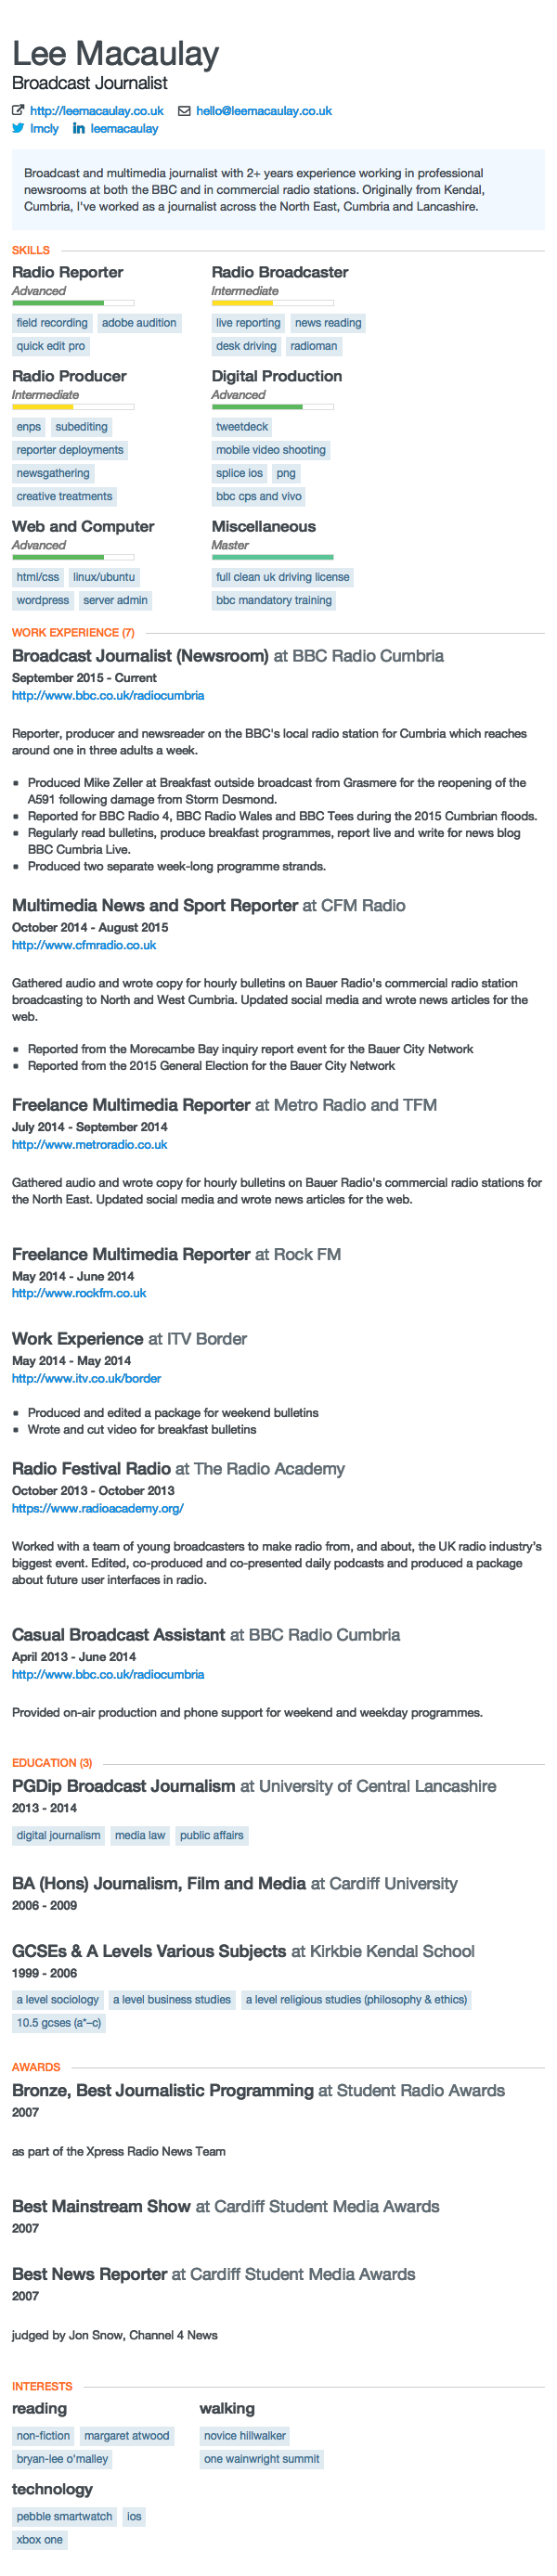 Lee Macaulay
Broadcast Journalist
http://leemacaulay.co.uk hello@leemacaulay.co.uk
lmcly leemacaulay
Broadcast and multimedia journalist with 2+ years experience working in professional
newsrooms at both the BBC and in commercial radio stations. Originally from Kendal,
Cumbria, I've worked as a journalist across the North East, Cumbria and Lancashire.
SKILLS
Radio Reporter
Advanced
field recording adobe audition
quick edit pro
Radio Broadcaster
Intermediate
live reporting news reading
desk driving radioman
Radio Producer
Intermediate
enps subediting
reporter deployments
newsgathering
creative treatments
Digital Production
Advanced
tweetdeck
mobile video shooting
splice ios png
bbc cps and vivo
Web and Computer
Advanced
html/css linux/ubuntu
wordpress server admin
Miscellaneous
Master
full clean uk driving license
bbc mandatory training
WORK EXPERIENCE (7)
Broadcast Journalist (Newsroom) at BBC Radio Cumbria
September 2015 - Current
http://www.bbc.co.uk/radiocumbria
Reporter, producer and newsreader on the BBC's local radio station for Cumbria which reaches
around one in three adults a week.
Produced Mike Zeller at Breakfast outside broadcast from Grasmere for the reopening of the
A591 following damage from Storm Desmond.
Reported for BBC Radio 4, BBC Radio Wales and BBC Tees during the 2015 Cumbrian floods.
Regularly read bulletins, produce breakfast programmes, report live and write for news blog
BBC Cumbria Live.
Produced two separate week-long programme strands.
Multimedia News and Sport Reporter at CFM Radio
October 2014 - August 2015
http://www.cfmradio.co.uk
Gathered audio and wrote copy for hourly bulletins on Bauer Radio's commercial radio station
broadcasting to North and West Cumbria. Updated social media and wrote news articles for the
web.
Reported from the Morecambe Bay inquiry report event for the Bauer City Network
Reported from the 2015 General Election for the Bauer City Network
Freelance Multimedia Reporter at Metro Radio and TFM
July 2014 - September 2014
http://www.metroradio.co.uk
Gathered audio and wrote copy for hourly bulletins on Bauer Radio's commercial radio stations for
the North East. Updated social media and wrote news articles for the web.
Freelance Multimedia Reporter at Rock FM
May 2014 - June 2014
http://www.rockfm.co.uk
Work Experience at ITV Border
May 2014 - May 2014
http://www.itv.co.uk/border
Produced and edited a package for weekend bulletins
Wrote and cut video for breakfast bulletins
Radio Festival Radio at The Radio Academy
October 2013 - October 2013
https://www.radioacademy.org/
Worked with a team of young broadcasters to make radio from, and about, the UK radio industry's
biggest event. Edited, co-produced and co-presented daily podcasts and produced a package
about future user interfaces in radio.
Casual Broadcast Assistant at BBC Radio Cumbria
April 2013 - June 2014
http://www.bbc.co.uk/radiocumbria
Provided on-air production and phone support for weekend and weekday programmes.
EDUCATION (3)
PGDip Broadcast Journalism at University of Central Lancashire
2013 - 2014
digital journalism media law public affairs
BA (Hons) Journalism, Film and Media at Cardiff University
2006 - 2009
GCSEs & A Levels Various Subjects at Kirkbie Kendal School
1999 - 2006
a level sociology a level business studies a level religious studies (philosophy & ethics)
10.5 gcses (a*–c)
AWARDS
Bronze, Best Journalistic Programming at Student Radio Awards
2007
as part of the Xpress Radio News Team
Best Mainstream Show at Cardiff Student Media Awards
2007
Best News Reporter at Cardiff Student Media Awards
2007
judged by Jon Snow, Channel 4 News
INTERESTS
reading
non-fiction margaret atwood
bryan-lee o'malley
walking
novice hillwalker
one wainwright summit
technology
pebble smartwatch ios
xbox one